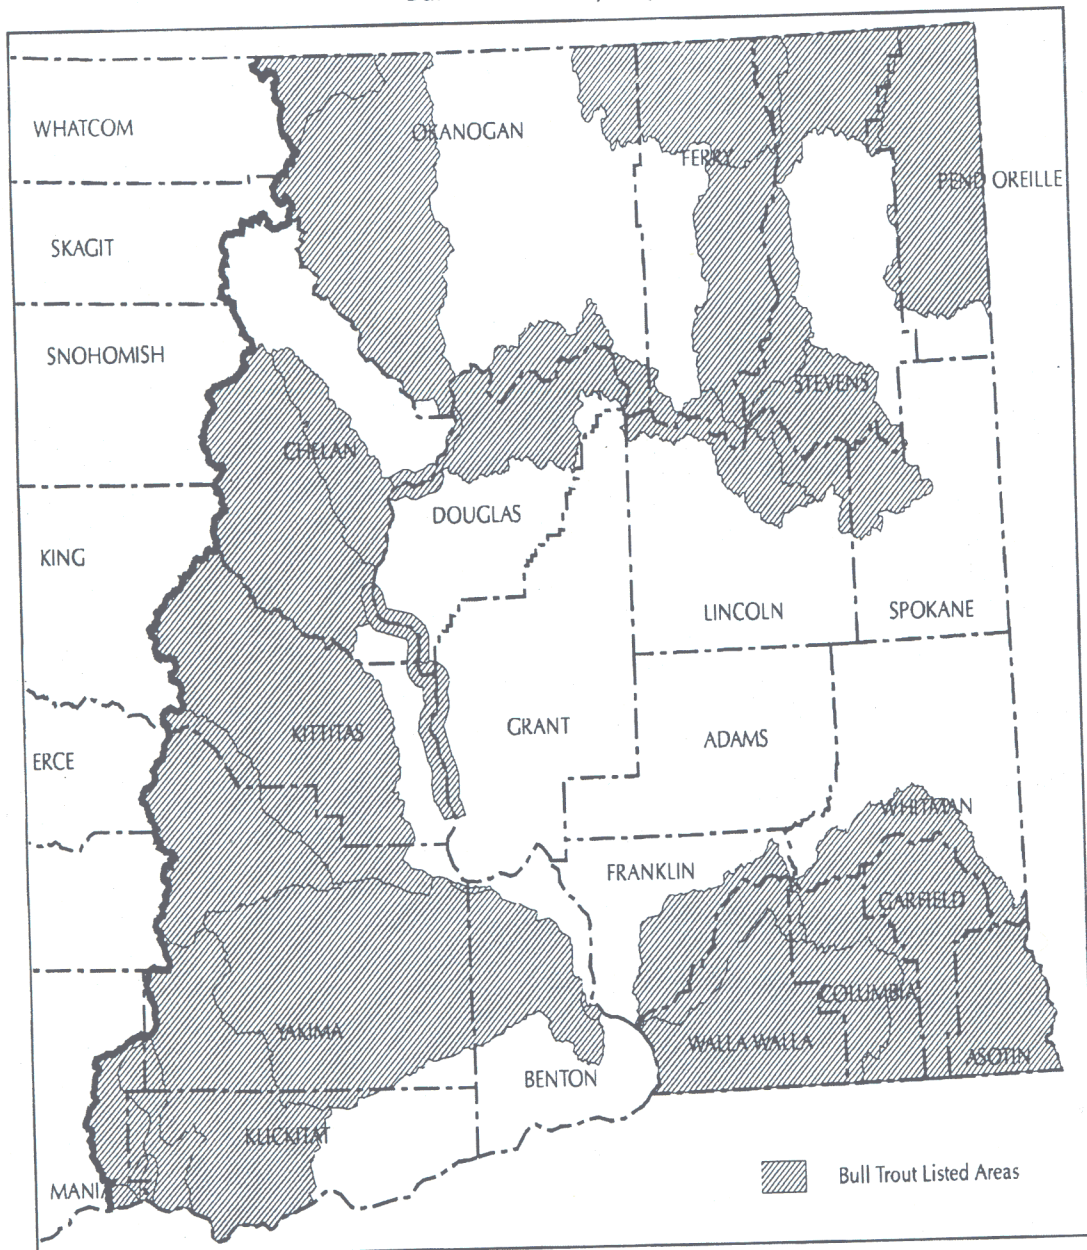 WHATCOM
OKANOGAN
FERRY
PEND OREILLE
SKAGIT
SNOHOMISH
STEVENS
CHELAN
DOUGLAS
KING
LINCOLN
SPOKANE
KITTITAS
GRANT
ADAMS
ERCE
WHITMAN
FRANKLIN
GARFIELD
COLUMBIA
YAKIMA
WALLA WALLA
ASOTIN
BENTON
KLICKITAT
MANIA
Bull Trout Listed Areas